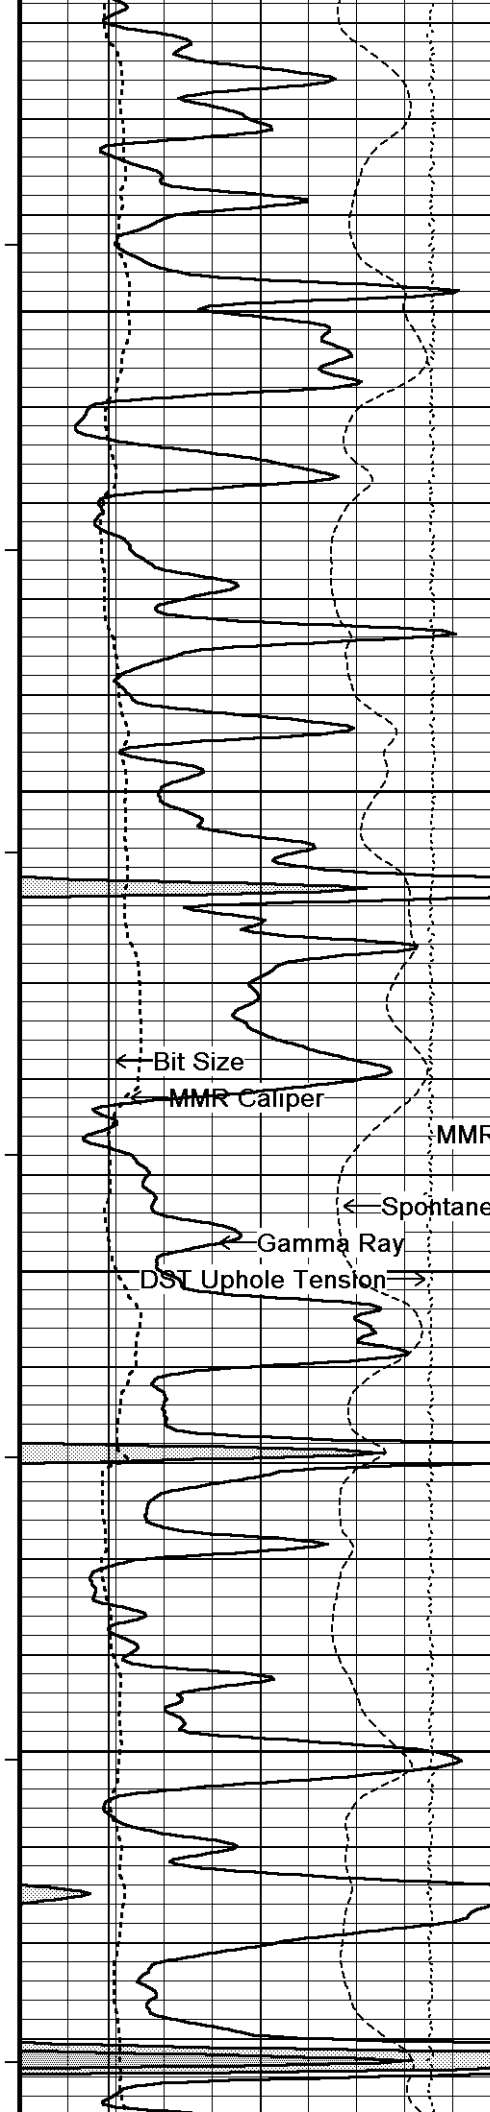 Bit Size
MMR Caliper
MMR
Spontane
Gamma Ray
DST Uphole Tension